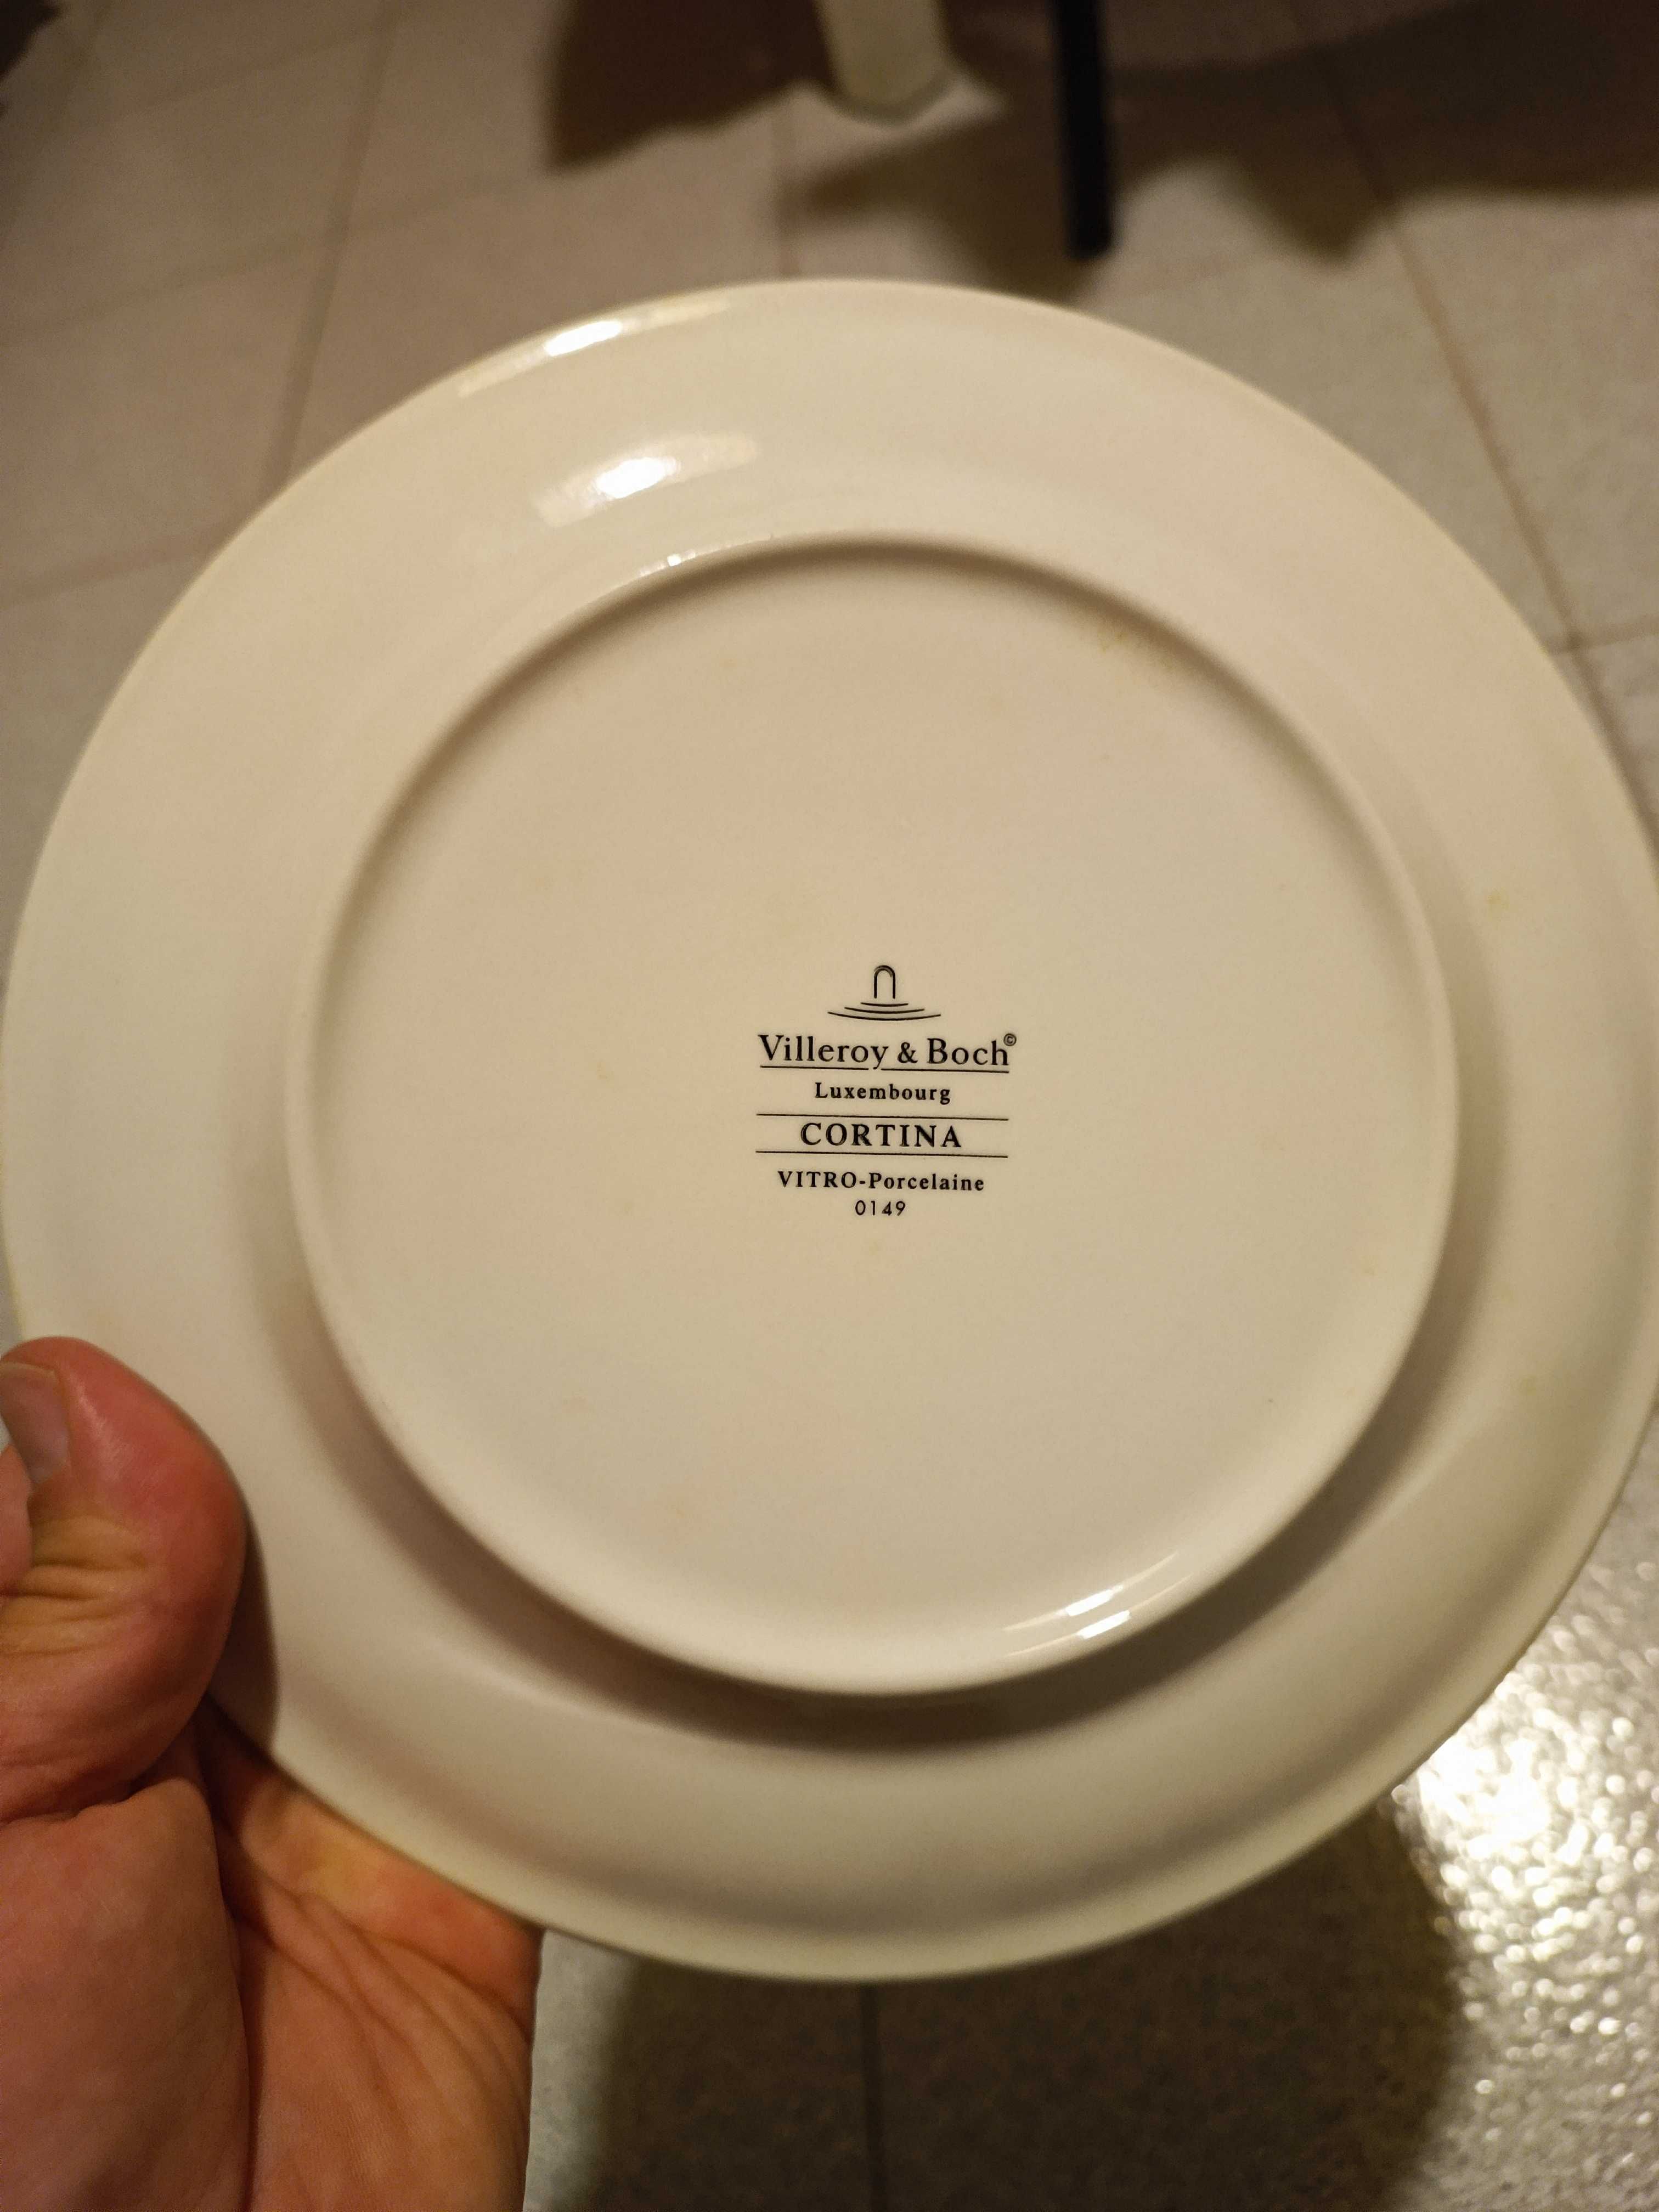 Villeroy & Boch©
Luxembourg
CORTINA
VITRO-Porcelaine
0149